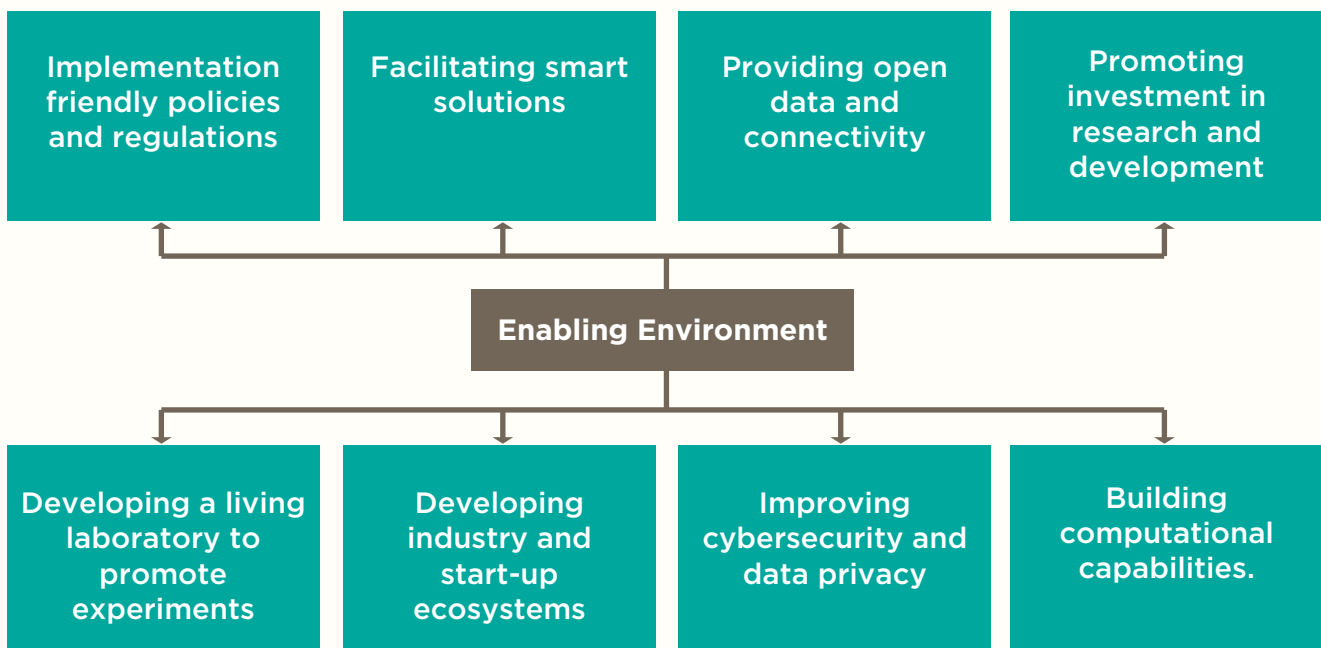 Implementation
friendly policies
and regulations
Facilitating smart
solutions
Providing open
data and
connectivity
Promoting
investment in
research and
development
Enabling Environment
Developing a living
laboratory to
promote
experiments
Developing
industry and
start-up
ecosystems
Improving
cybersecurity and
data privacy
Building
computational
capabilities.